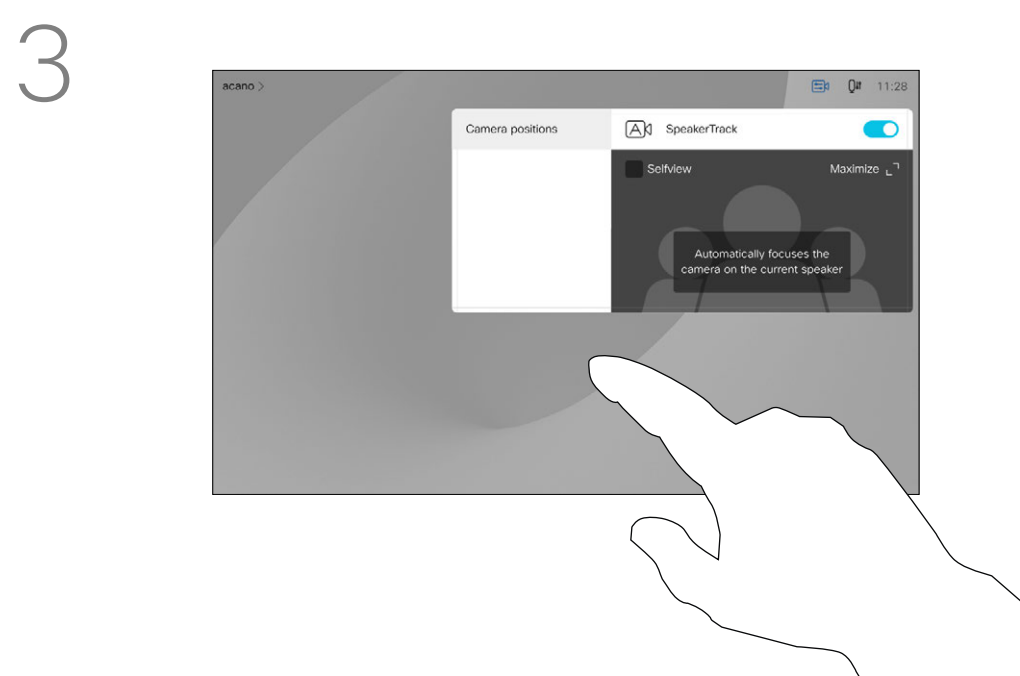 3
acano >
11:28
Camera positions
SpeakerTrack
Selfview
Maximize
Automatically focuses the
camera on the current speaker